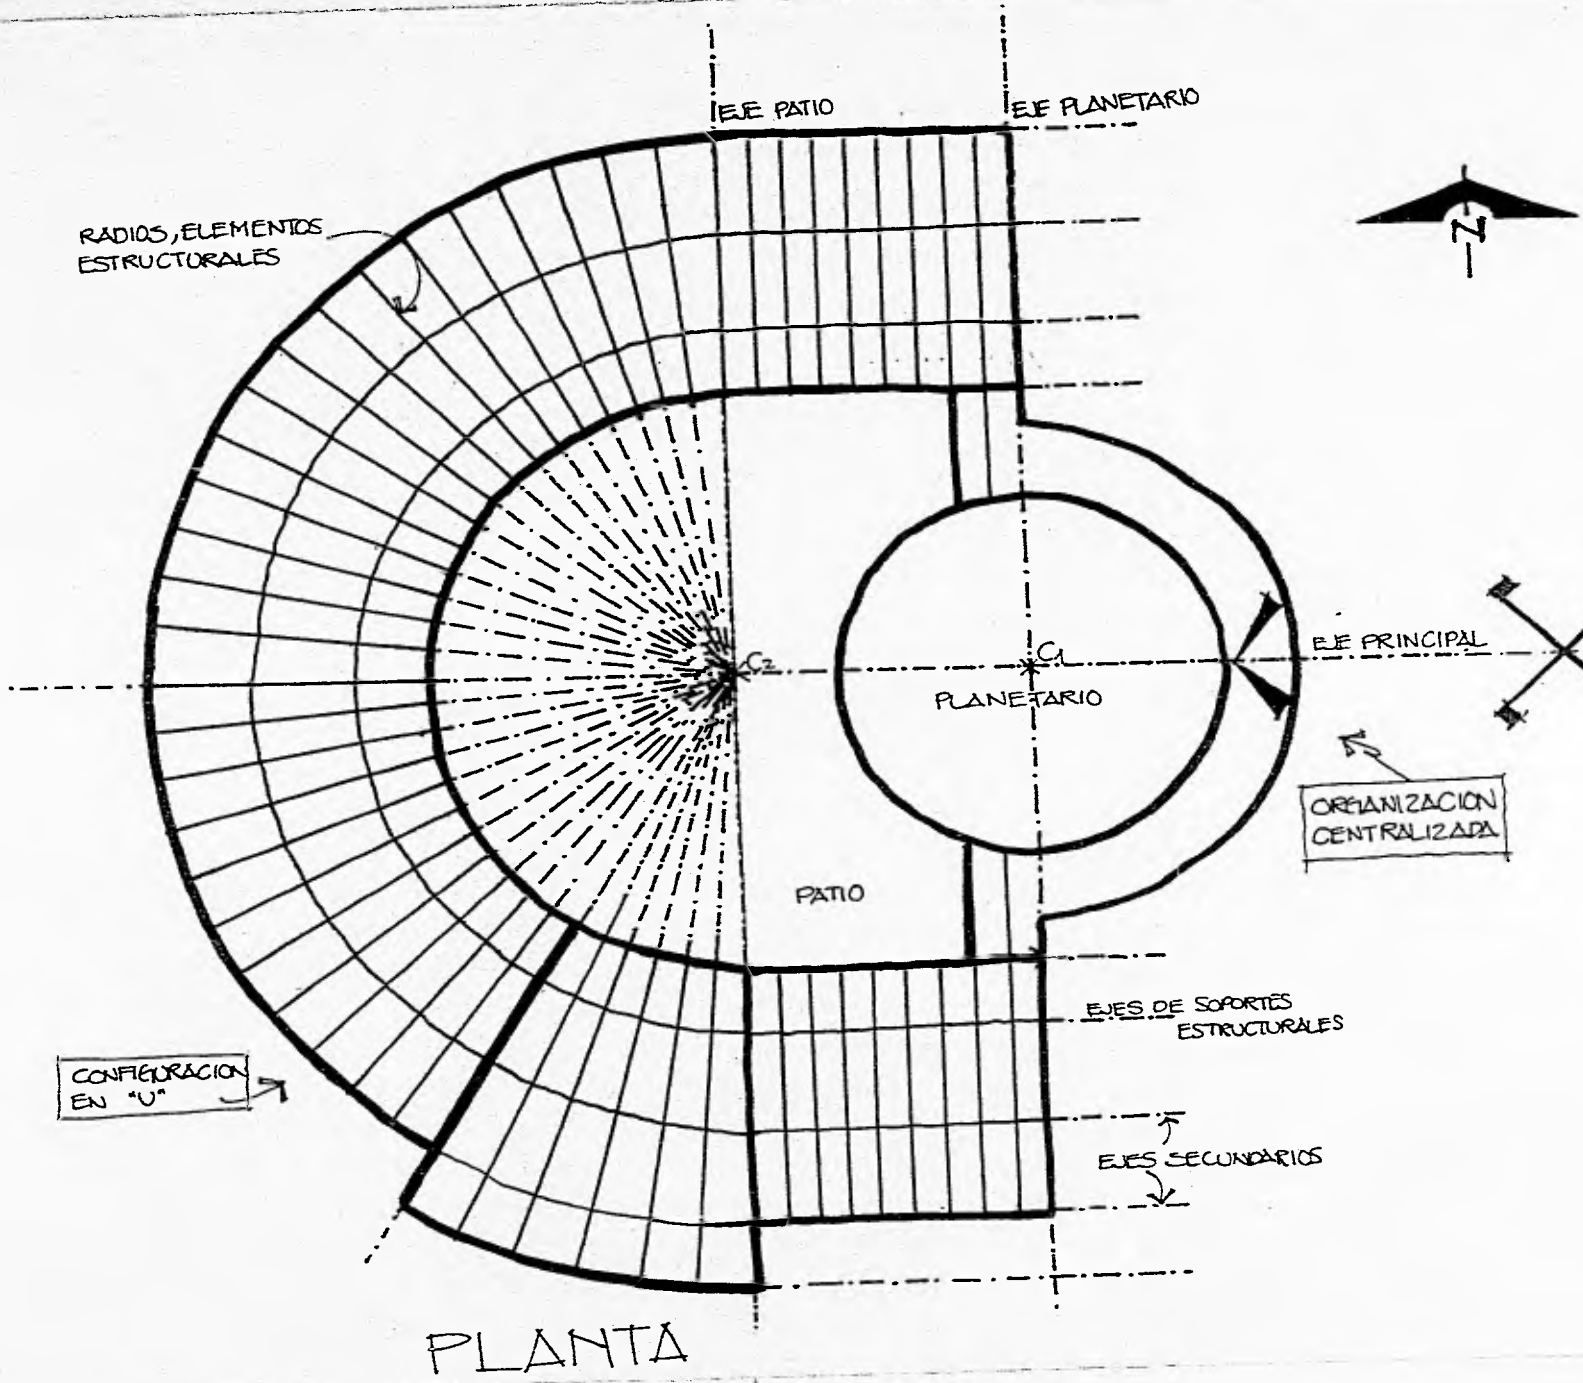 EJE PATIO
EJE PLANETARIO
RADIOS, ELEMENTOS
ESTRUCTURALES
N
C2
C1
EJE PRINCIPAL
PLANETARIO
ORGANIZACION
CENTRALIZADA
PATIO
EJES DE SOPORTES
ESTRUCTURALES
CONFIGURACION
EN "U"
EJES SECUNDARIOS
PLANTA